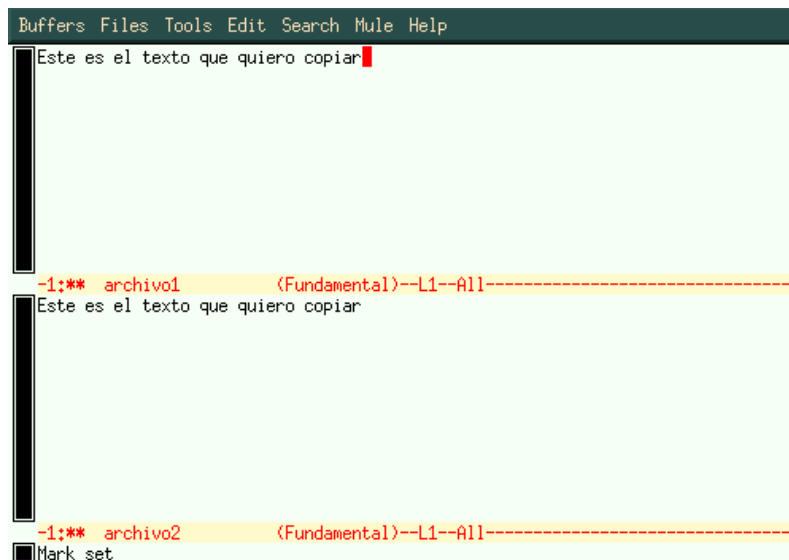 Buffers Files Tools Edit Search Mule Help
Este es el texto que quiero copiar
-1:** archivo1 (Fundamental)--L1--All--------------------------------
Este es el texto que quiero copiar
-1:** archivo2 (Fundamental)--L1--All--------------------------------
Mark set